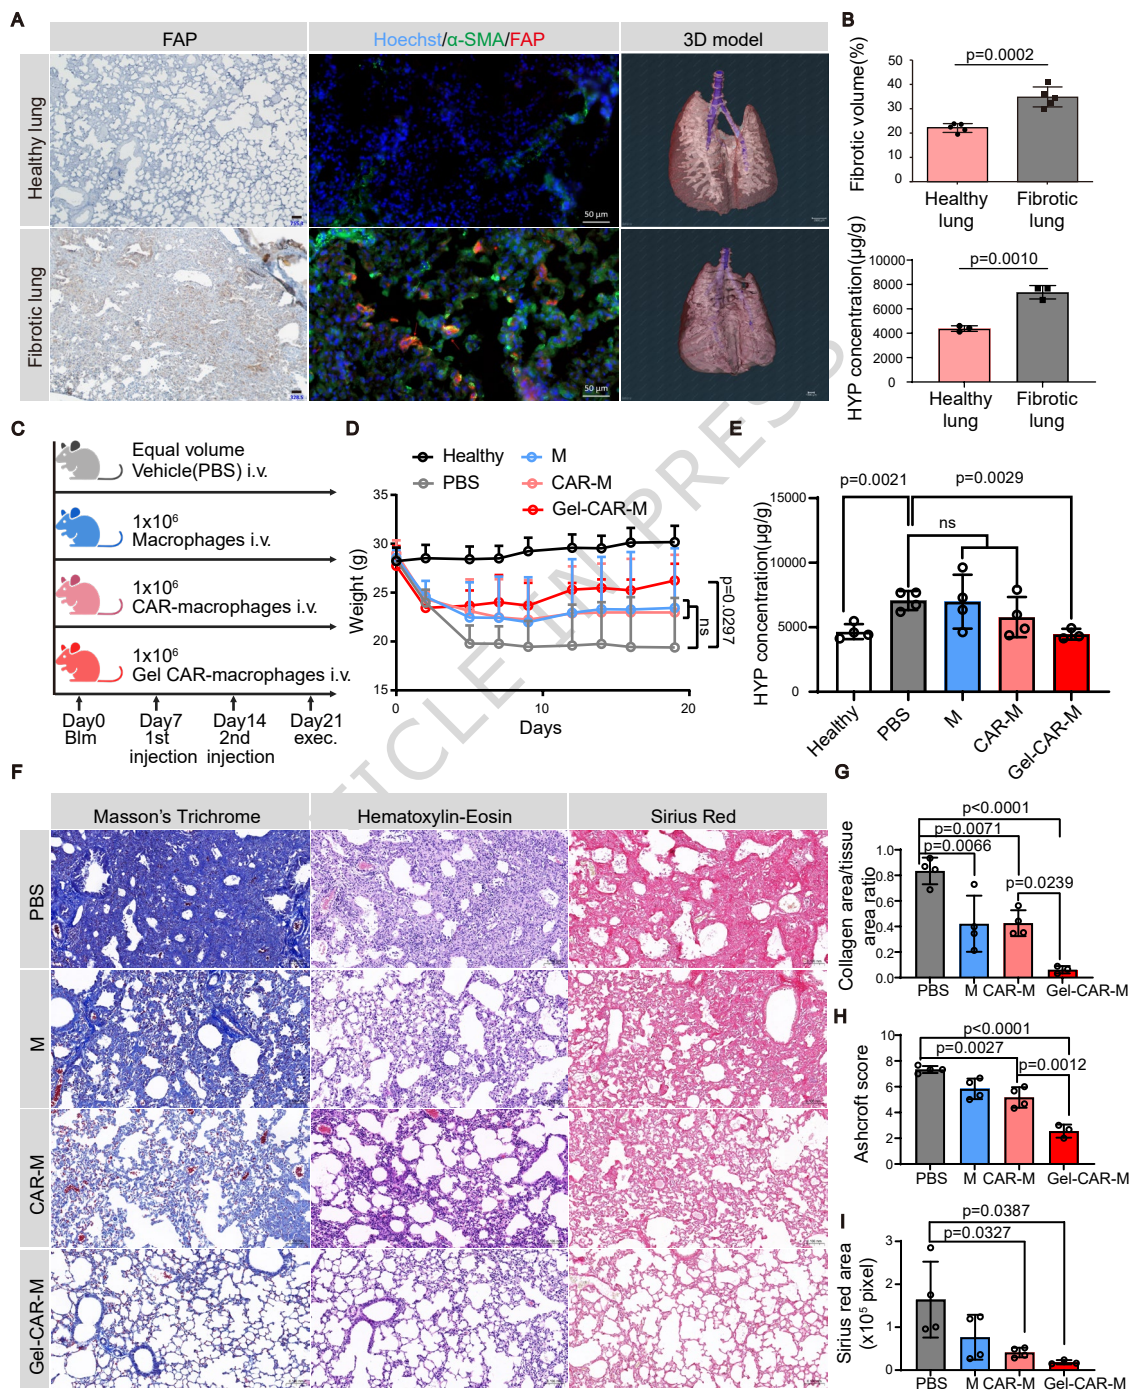 A
FAP
Hoechst/α-SMA/FAP
3D model
Healthy lung
50 μm
Fibrotic lung
50 μm
B
p=0.0002
Fibrotic volume(%)
50
40
30
20
10
0
Healthy lung
Fibrotic lung
p=0.0010
HYP concentration(μg/g)
10000
8000
6000
4000
2000
0
Healthy lung
Fibrotic lung
C
Equal volume
Vehicle(PBS) i.v.
1x10⁶
Macrophages i.v.
1x10⁶
CAR-macrophages i.v.
1x10⁶
Gel CAR-macrophages i.v.
Day0 Blm
Day7 1st injection
Day14 2nd injection
Day21 exec.
D
Healthy
PBS
M
CAR-M
Gel-CAR-M
Weight (g)
35
30
25
20
15
0
10
20
Days
ns
p=0.0297
E
p=0.0021
p=0.0029
ns
HYP concentration(μg/g)
15000
10000
5000
0
Healthy
PBS
M
CAR-M
Gel-CAR-M
ICLE IN PRES
F
Masson's Trichrome
Hematoxylin-Eosin
Sirius Red
PBS
M
CAR-M
Gel-CAR-M
G
p<0.0001
p=0.0071
p=0.0066
p=0.0239
Collagen area/tissue area ratio
1.0
0.8
0.6
0.4
0.2
0.0
PBS
M
CAR-M
Gel-CAR-M
H
p<0.0001
p=0.0027
p=0.0012
Ashcroft score
10
8
6
4
2
0
PBS
M
CAR-M
Gel-CAR-M
I
p=0.0387
p=0.0327
Sirius red area (x10⁵ pixel)
3
2
1
0
PBS
M
CAR-M
Gel-CAR-M